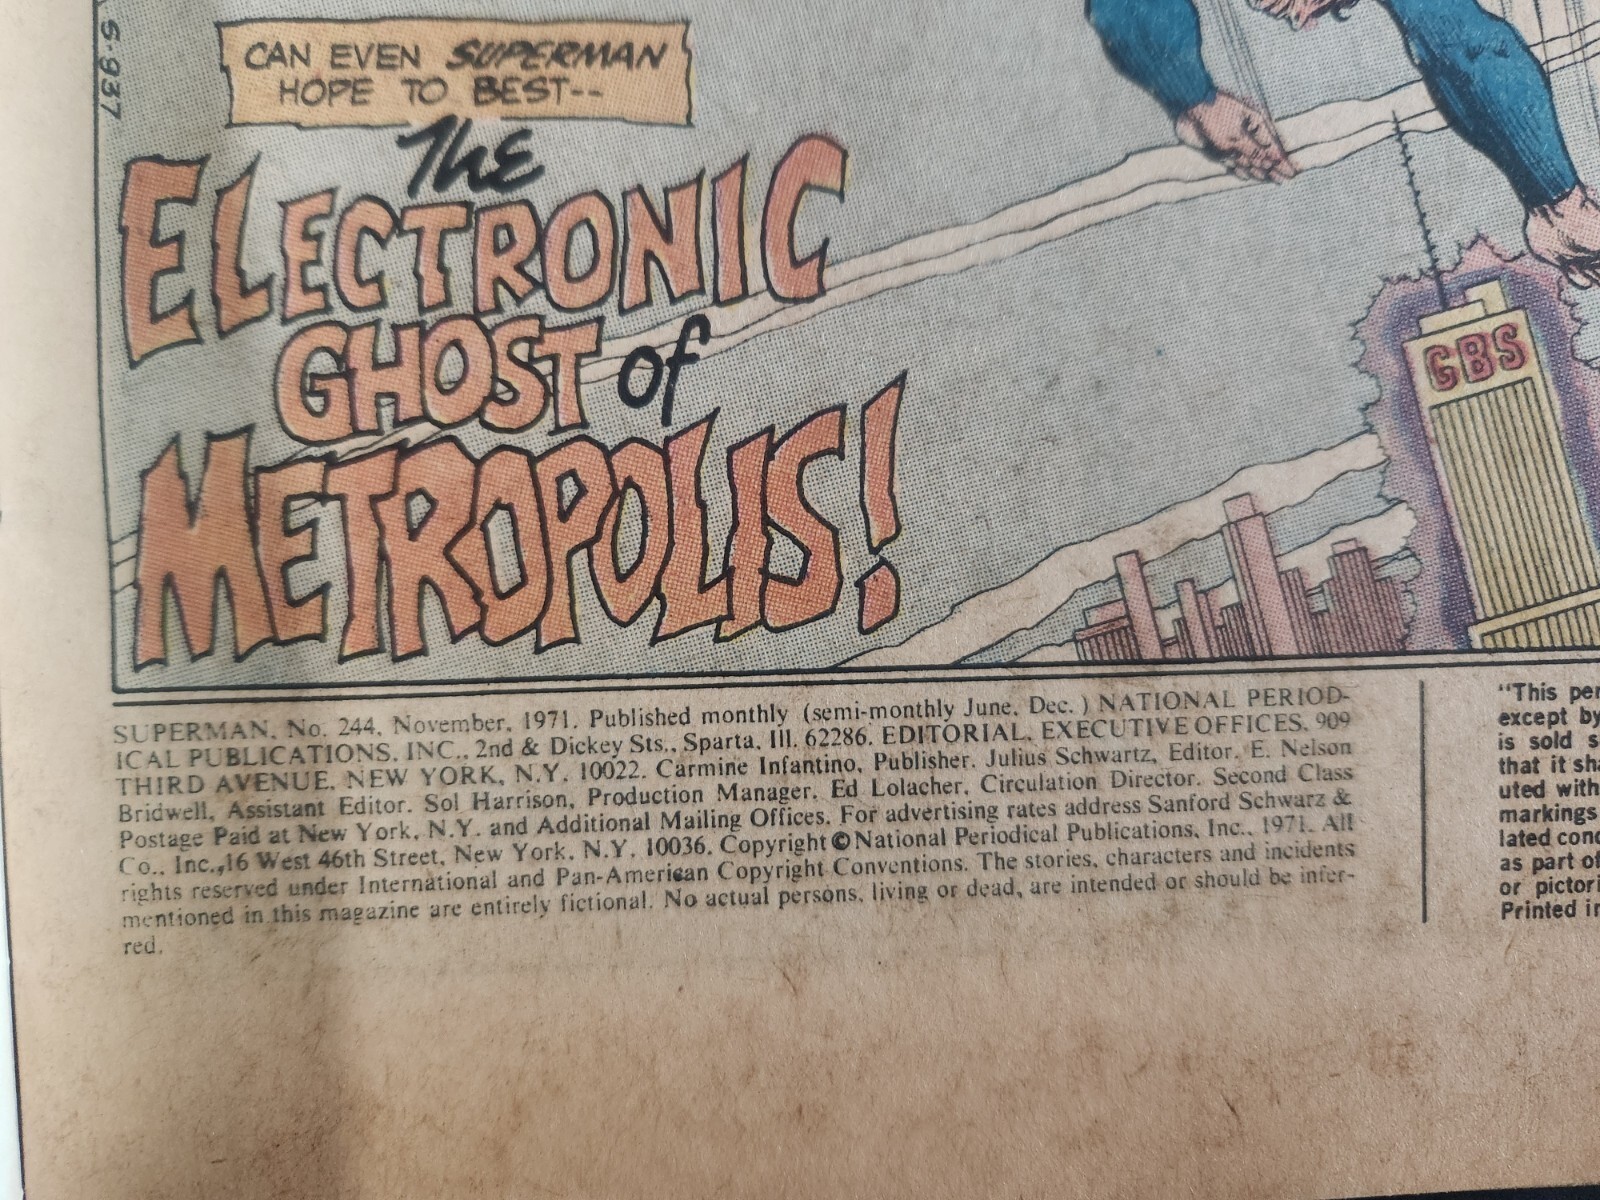 S-937
CAN EVEN SUPERMAN
HOPE TO BEST--
The
ELECTRONIC
GHOST of
METROPOLIS!
GBS
SUPERMAN, No. 244, November, 1971. Published monthly (semi-monthly June, Dec.) NATIONAL PERIOD-
ICAL PUBLICATIONS, INC., 2nd & Dickey Sts., Sparta, Ill. 62286. EDITORIAL, EXECUTIVE OFFICES, 909
THIRD AVENUE, NEW YORK, N.Y. 10022. Carmine Infantino, Publisher. Julius Schwartz, Editor. E. Nelson
Bridwell, Assistant Editor. Sol Harrison, Production Manager. Ed Lolacher, Circulation Director. Second Class
Postage Paid at New York, N.Y. and Additional Mailing Offices. For advertising rates address Sanford Schwarz &
Co., Inc.,16 West 46th Street, New York, N.Y. 10036. Copyright © National Periodical Publications, Inc., 1971. All
rights reserved under International and Pan-American Copyright Conventions. The stories, characters and incidents
mentioned in this magazine are entirely fictional. No actual persons, living or dead, are intended or should be infer-
red.
"This per
except by
is sold s
that it sha
uted with
markings
lated cond
as part of
or pictori
Printed in